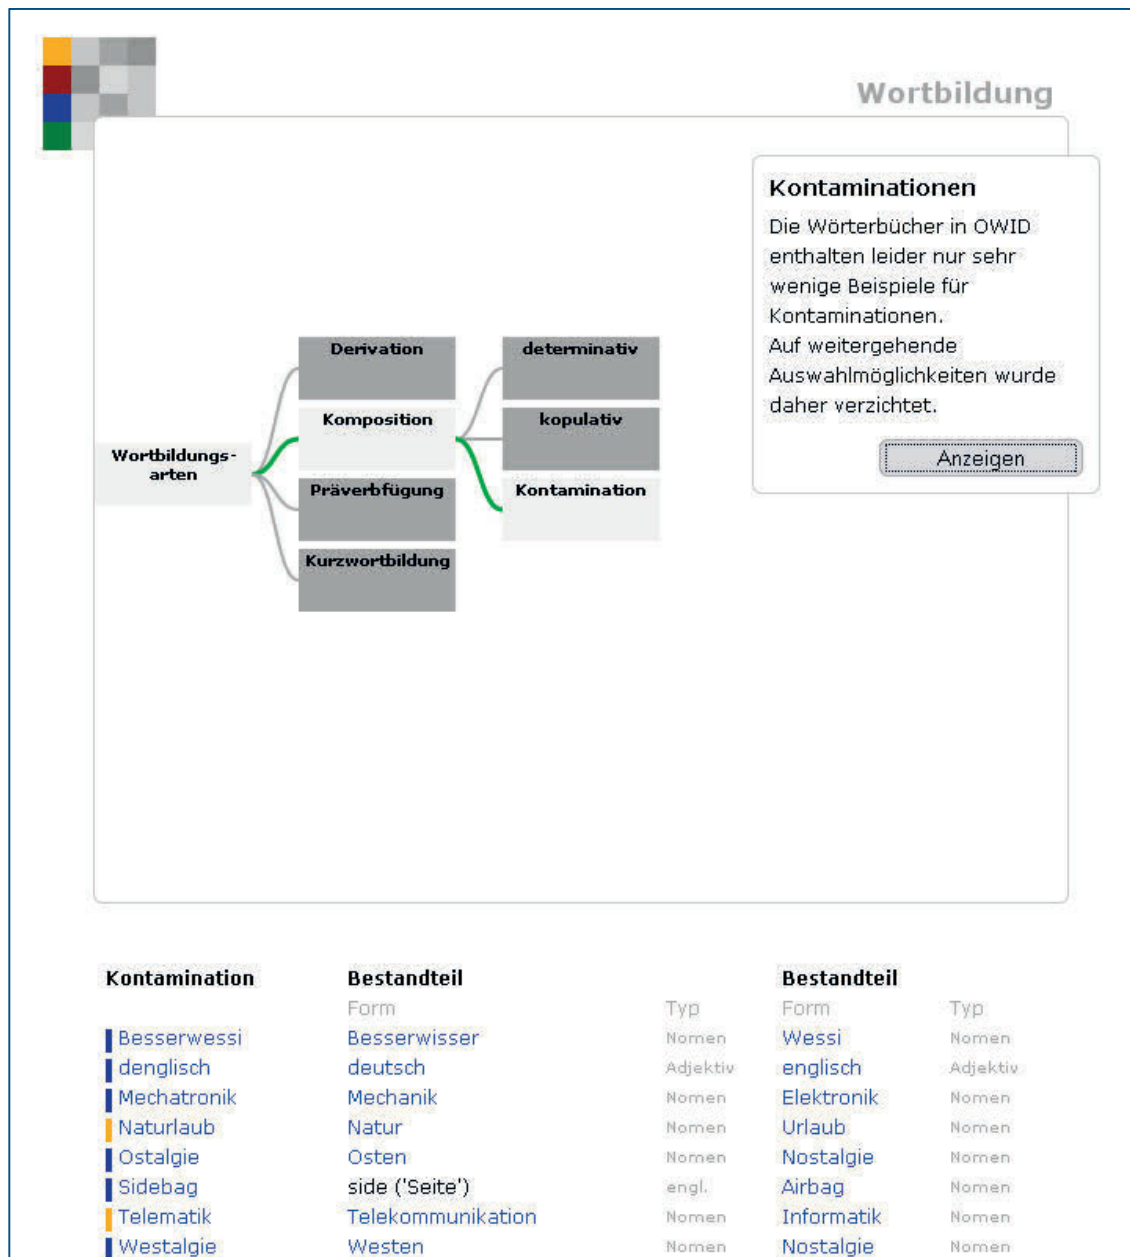 Wortbildung
Kontaminationen
Die Wörterbücher in OWID
enthalten leider nur sehr
wenige Beispiele für
Kontaminationen.
Auf weitergehende
Auswahlmöglichkeiten wurde
daher verzichtet.
Anzeigen
Wortbildungs-
arten
Derivation
Komposition
Präverbfügung
Kurzwortbildung
determinativ
kopulativ
Kontamination
Kontamination Bestandteil Bestandteil
Form Typ Form Typ
Besserwessi Besserwisser Nomen Wessi Nomen
denglisch deutsch Adjektiv englisch Adjektiv
Mechatronik Mechanik Nomen Elektronik Nomen
Naturlaub Natur Nomen Urlaub Nomen
Ostalgie Osten Nomen Nostalgie Nomen
Sidebag side ('Seite') engl. Airbag Nomen
Telematik Telekommunikation Nomen Informatik Nomen
Westalgie Westen Nomen Nostalgie Nomen